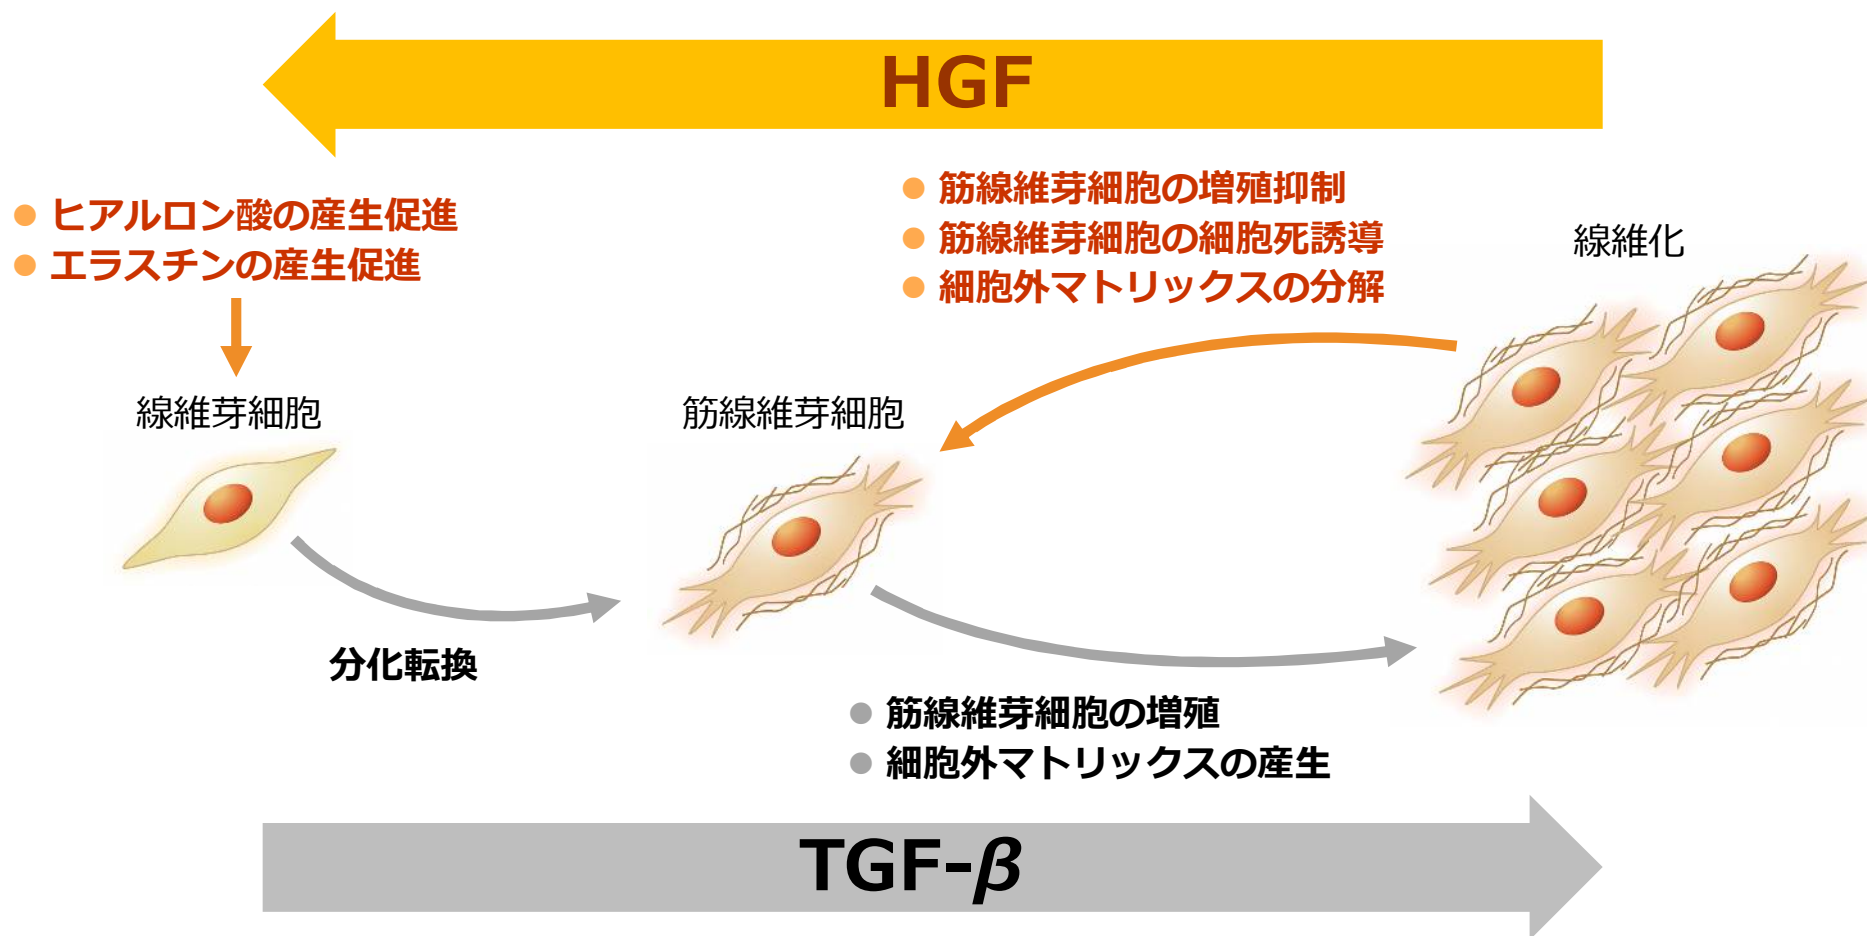 HGF
● ヒアルロン酸の産生促進
● エラスチンの産生促進
● 筋線維芽細胞の増殖抑制
● 筋線維芽細胞の細胞死誘導
● 細胞外マトリックスの分解
線維化
線維芽細胞
筋線維芽細胞
分化転換
● 筋線維芽細胞の増殖
● 細胞外マトリックスの産生
TGF-β